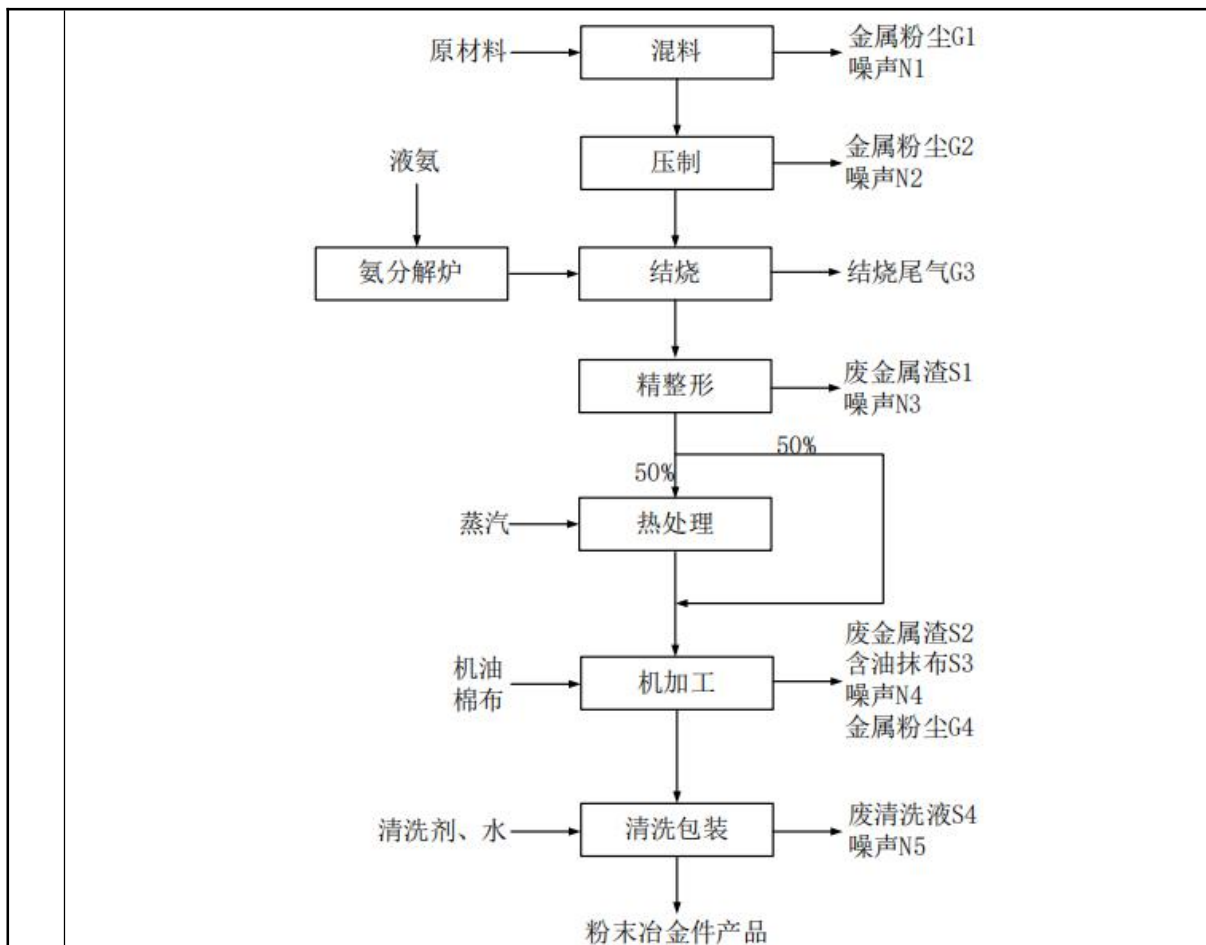 原材料
混料
金属粉尘G1
噪声N1
压制
金属粉尘G2
噪声N2
液氨
氨分解炉
结烧
结烧尾气G3
精整形
废金属渣S1
噪声N3
50%
50%
蒸汽
热处理
机油
棉布
机加工
废金属渣S2
含油抹布S3
噪声N4
金属粉尘G4
清洗剂、水
清洗包装
废清洗液S4
噪声N5
粉末冶金件产品